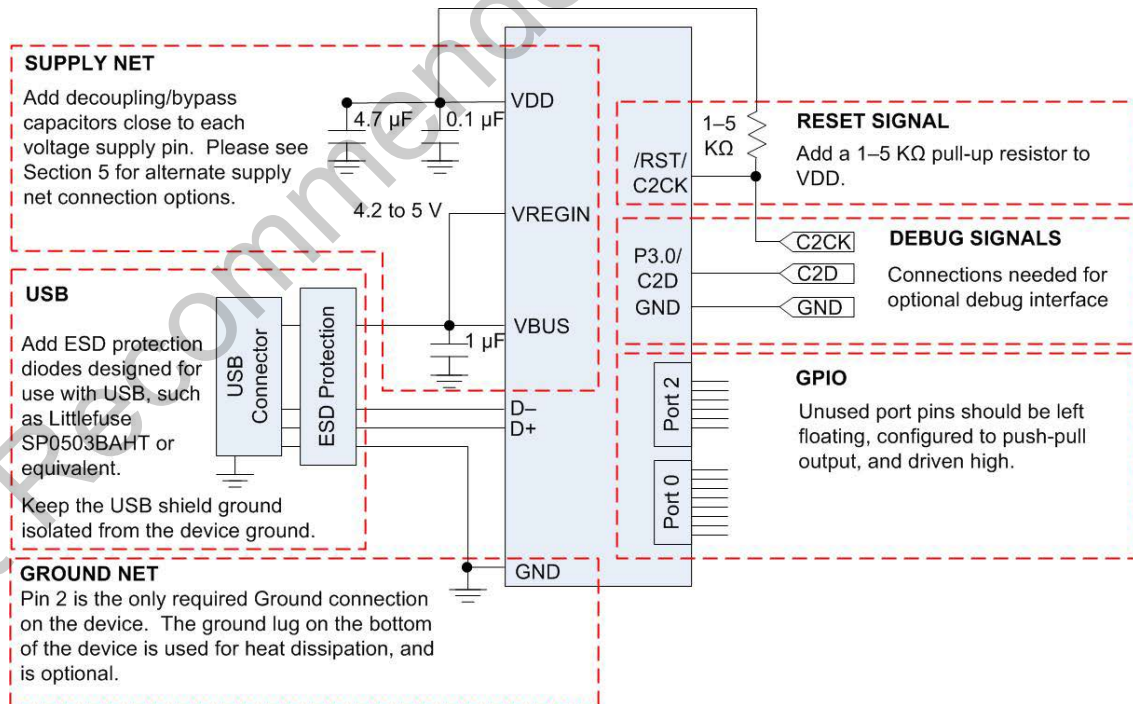 SUPPLY NET
Add decoupling/bypass
capacitors close to each
voltage supply pin. Please see
Section 5 for alternate supply
net connection options.
4.7 µF
0.1 µF
VDD
4.2 to 5 V
VREGIN
1–5
KΩ
/RST/
C2CK
RESET SIGNAL
Add a 1–5 KΩ pull-up resistor to
VDD.
P3.0/
C2D
GND
C2CK
C2D
GND
DEBUG SIGNALS
Connections needed for
optional debug interface
USB
Add ESD protection
diodes designed for
use with USB, such
as Littlefuse
SP0503BAHT or
equivalent.
Keep the USB shield ground
isolated from the device ground.
USB
Connector
ESD Protection
VBUS
1 µF
D–
D+
Port 2
Port 0
GPIO
Unused port pins should be left
floating, configured to push-pull
output, and driven high.
GROUND NET
Pin 2 is the only required Ground connection
on the device. The ground lug on the bottom
of the device is used for heat dissipation, and
is optional.
GND
Recommende